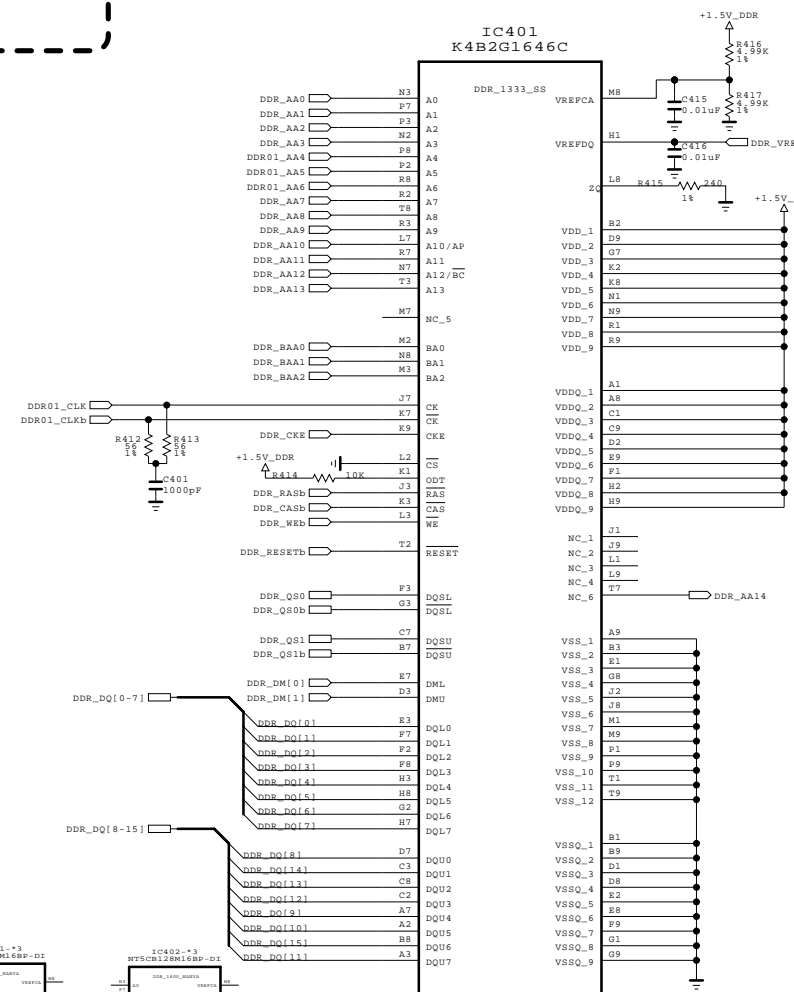 IC401
K4B2G1646C
DDR_1333_SS
+1.5V_DDR
R416
4.99K
1%
R417
4.99K
1%
C415
0.01uF
C416
0.01uF
DDR_VRE
R415 240
1%
+1.5V_
DDR_AA0 N3 A0
DDR_AA1 P7 A1
DDR_AA2 P3 A2
DDR_AA3 N2 A3
DDR01_AA4 P8 A4
DDR01_AA5 P2 A5
DDR01_AA6 R8 A6
DDR_AA7 R2 A7
DDR_AA8 T8 A8
DDR_AA9 R3 A9
DDR_AA10 L7 A10/AP
DDR_AA11 R7 A11
DDR_AA12 N7 A12/BC
DDR_AA13 T3 A13
M7 NC_5
DDR_BAA0 M2 BA0
DDR_BAA1 N8 BA1
DDR_BAA2 M3 BA2
DDR01_CLK J7 CK
DDR01_CLKb K7 CK
DDR_CKE K9 CKE
R412
56
1%
R413
56
1%
C401
1000pF
L2 CS
+1.5V_DDR
R414 10K K1 ODT
DDR_RASb J3 RAS
DDR_CASb K3 CAS
DDR_WEb L3 WE
DDR_RESETb T2 RESET
DDR_QS0 F3 DQSL
DDR_QS0b G3 DQSL
DDR_QS1 C7 DQSU
DDR_QS1b B7 DQSU
DDR_DM[0] E7 DML
DDR_DM[1] D3 DMU
DDR_DQ[0-7]
DDR_DQ[0] E3 DQL0
DDR_DQ[1] F7 DQL1
DDR_DQ[2] F2 DQL2
DDR_DQ[3] F8 DQL3
DDR_DQ[4] H3 DQL4
DDR_DQ[5] H8 DQL5
DDR_DQ[6] G2 DQL6
DDR_DQ[7] H7 DQL7
DDR_DQ[8-15]
DDR_DQ[8] D7 DQU0
DDR_DQ[14] C3 DQU1
DDR_DQ[13] C8 DQU2
DDR_DQ[12] C2 DQU3
DDR_DQ[9] A7 DQU4
DDR_DQ[10] A2 DQU5
DDR_DQ[15] B8 DQU6
DDR_DQ[11] A3 DQU7
VREFCA M8
VREFDQ H1
ZQ L8
VDD_1 B2
VDD_2 D9
VDD_3 G7
VDD_4 K2
VDD_5 K8
VDD_6 N1
VDD_7 N9
VDD_8 R1
VDD_9 R9
VDDQ_1 A1
VDDQ_2 A8
VDDQ_3 C1
VDDQ_4 C9
VDDQ_5 D2
VDDQ_6 E9
VDDQ_7 F1
VDDQ_8 H2
VDDQ_9 H9
NC_1 J1
NC_2 J9
NC_3 L1
NC_4 L9
NC_6 T7 DDR_AA14
VSS_1 A9
VSS_2 B3
VSS_3 E1
VSS_4 G8
VSS_5 J2
VSS_6 J8
VSS_7 M1
VSS_8 M9
VSS_9 P1
VSS_10 P9
VSS_11 T1
VSS_12 T9
VSSQ_1 B1
VSSQ_2 B9
VSSQ_3 D1
VSSQ_4 D8
VSSQ_5 E2
VSSQ_6 E8
VSSQ_7 F9
VSSQ_8 G1
VSSQ_9 G9
1-*3
M16BP-DI
VREFCA M8
IC402-*3
NT5CB128M16BP-DI
VREFCA M8